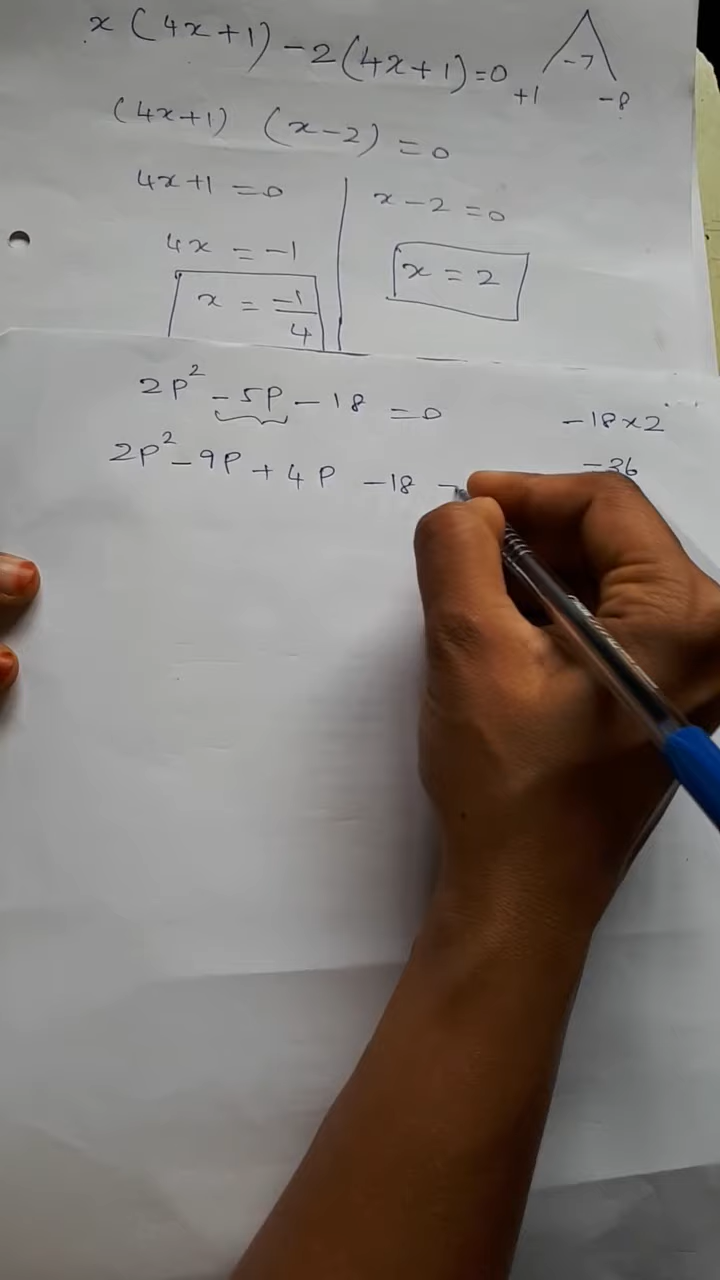 x (4x+1) -2(4x+1)=0
-7
+1 -8
(4x+1) (x-2) =0
4x+1 =0
x-2 =0
4x = -1
x = 2
x = -1/4
2P² -5P -18 =0
-18×2
2P² -9P + 4P -18
-36